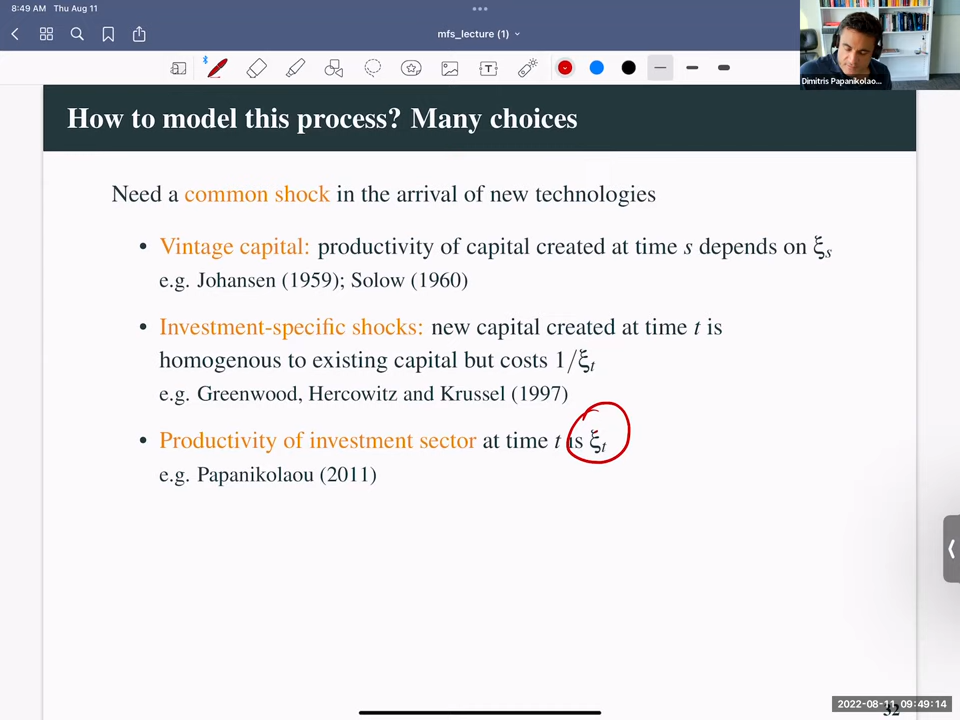 8:49 AM Thu Aug 11
mfs_lecture (1)
Dimitris Papanikolao...
How to model this process? Many choices
Need a common shock in the arrival of new technologies
• Vintage capital: productivity of capital created at time s depends on ξs
e.g. Johansen (1959); Solow (1960)
• Investment-specific shocks: new capital created at time t is
homogenous to existing capital but costs 1/ξt
e.g. Greenwood, Hercowitz and Krussel (1997)
• Productivity of investment sector at time t is ξt
e.g. Papanikolaou (2011)
2022-08-11 09:49:14
32